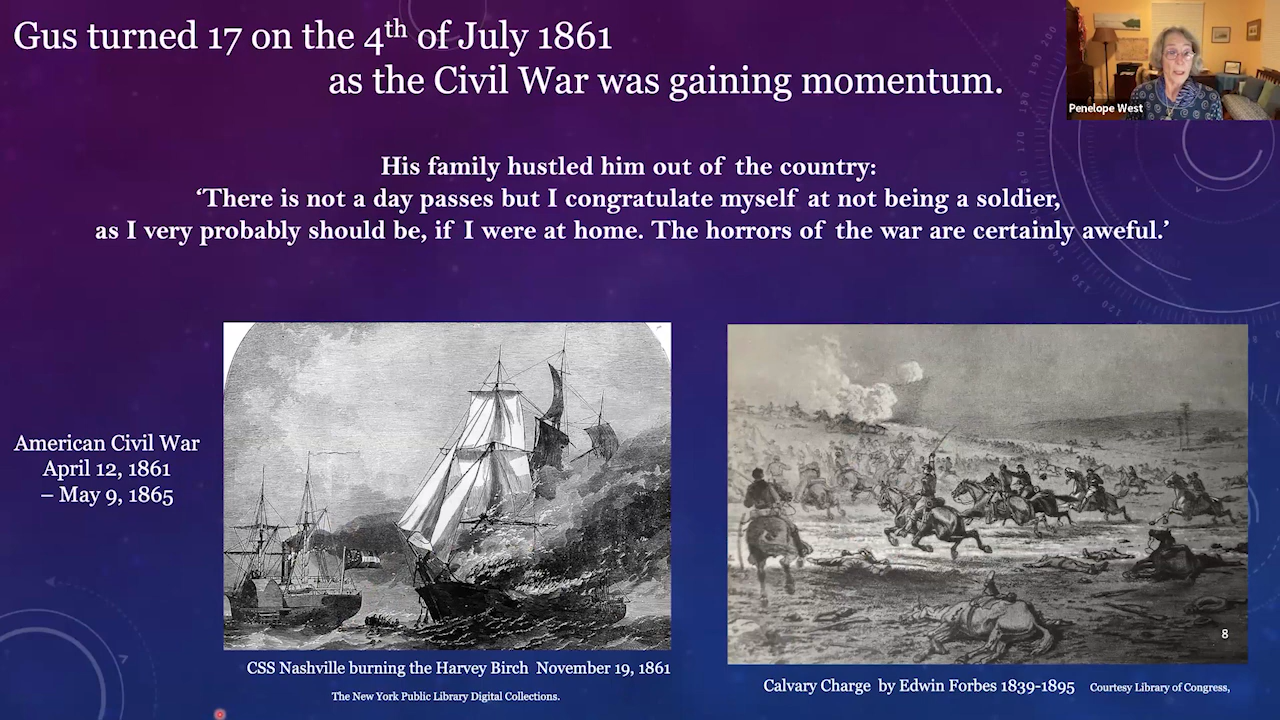 Gus turned 17 on the 4th of July 1861
as the Civil War was gaining momentum.
Penelope West
His family hustled him out of the country:
‘There is not a day passes but I congratulate myself at not being a soldier,
as I very probably should be, if I were at home. The horrors of the war are certainly aweful.’
American Civil War
April 12, 1861
– May 9, 1865
CSS Nashville burning the Harvey Birch November 19, 1861
The New York Public Library Digital Collections.
8
Calvary Charge by Edwin Forbes 1839-1895 Courtesy Library of Congress,